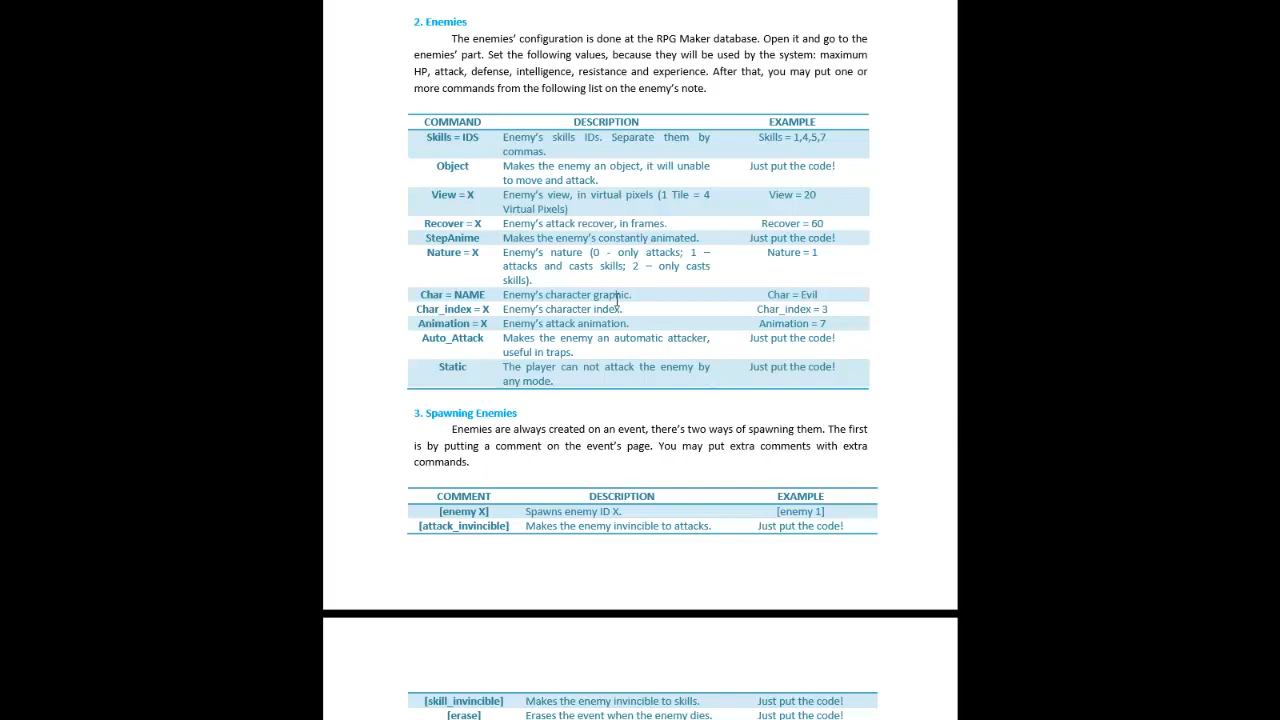 2. Enemies
The enemies' configuration is done at the RPG Maker database. Open it and go to the
enemies' part. Set the following values, because they will be used by the system: maximum
HP, attack, defense, intelligence, resistance and experience. After that, you may put one or
more commands from the following list on the enemy's note.
COMMAND DESCRIPTION EXAMPLE
Skills = IDS Enemy's skills IDs. Separate them by Skills = 1,4,5,7
commas.
Object Makes the enemy an object, it will unable Just put the code!
to move and attack.
View = X Enemy's view, in virtual pixels (1 Tile = 4 View = 20
Virtual Pixels)
Recover = X Enemy's attack recover, in frames. Recover = 60
StepAnime Makes the enemy's constantly animated. Just put the code!
Nature = X Enemy's nature (0 - only attacks; 1 – Nature = 1
attacks and casts skills; 2 – only casts
skills).
Char = NAME Enemy's character graphic. Char = Evil
Char_index = X Enemy's character index. Char_index = 3
Animation = X Enemy's attack animation. Animation = 7
Auto_Attack Makes the enemy an automatic attacker, Just put the code!
useful in traps.
Static The player can not attack the enemy by Just put the code!
any mode.
3. Spawning Enemies
Enemies are always created on an event, there's two ways of spawning them. The first
is by putting a comment on the event's page. You may put extra comments with extra
commands.
COMMENT DESCRIPTION EXAMPLE
[enemy X] Spawns enemy ID X. [enemy 1]
[attack_invincible] Makes the enemy invincible to attacks. Just put the code!
[skill_invincible] Makes the enemy invincible to skills. Just put the code!
[erase] Erases the event when the enemy dies. Just put the code!